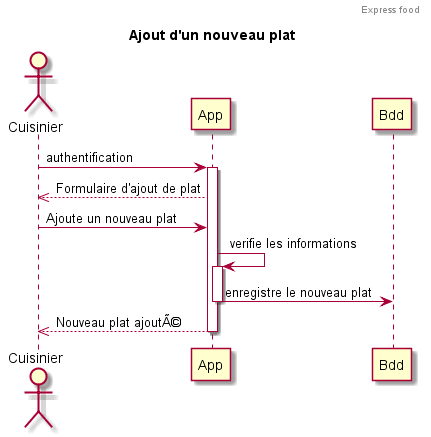 Express food
Ajout d'un nouveau plat
Cuisinier
App
Bdd
authentification
Formulaire d'ajout de plat
Ajoute un nouveau plat
verifie les informations
enregistre le nouveau plat
Nouveau plat ajoutÃ©
Cuisinier
App
Bdd